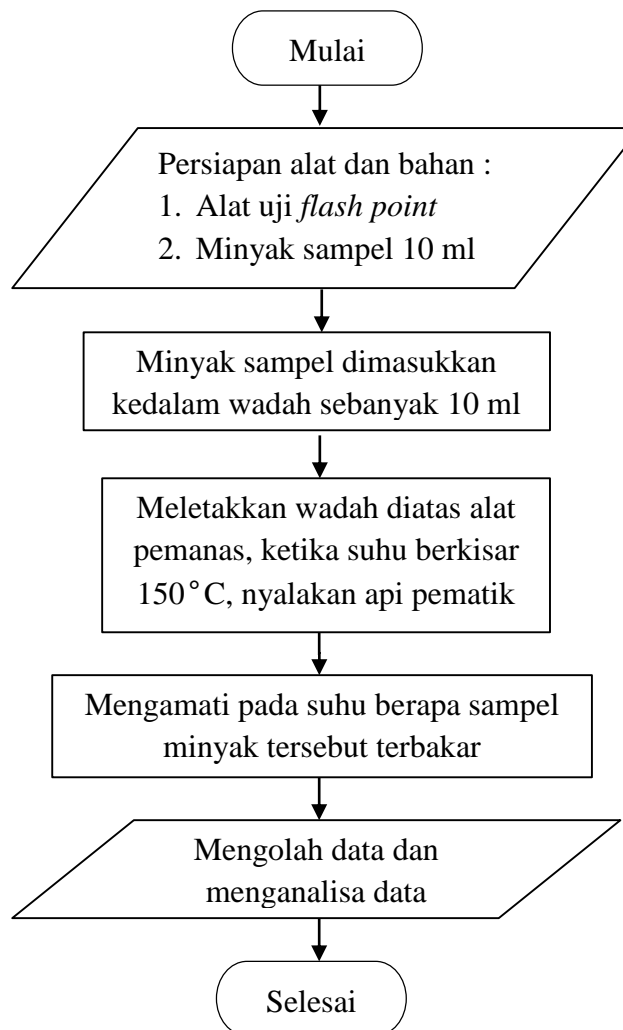 Mulai
Persiapan alat dan bahan :
1. Alat uji flash point
2. Minyak sampel 10 ml
Minyak sampel dimasukkan
kedalam wadah sebanyak 10 ml
Meletakkan wadah diatas alat
pemanas, ketika suhu berkisar
150°C, nyalakan api pematik
Mengamati pada suhu berapa sampel
minyak tersebut terbakar
Mengolah data dan
menganalisa data
Selesai